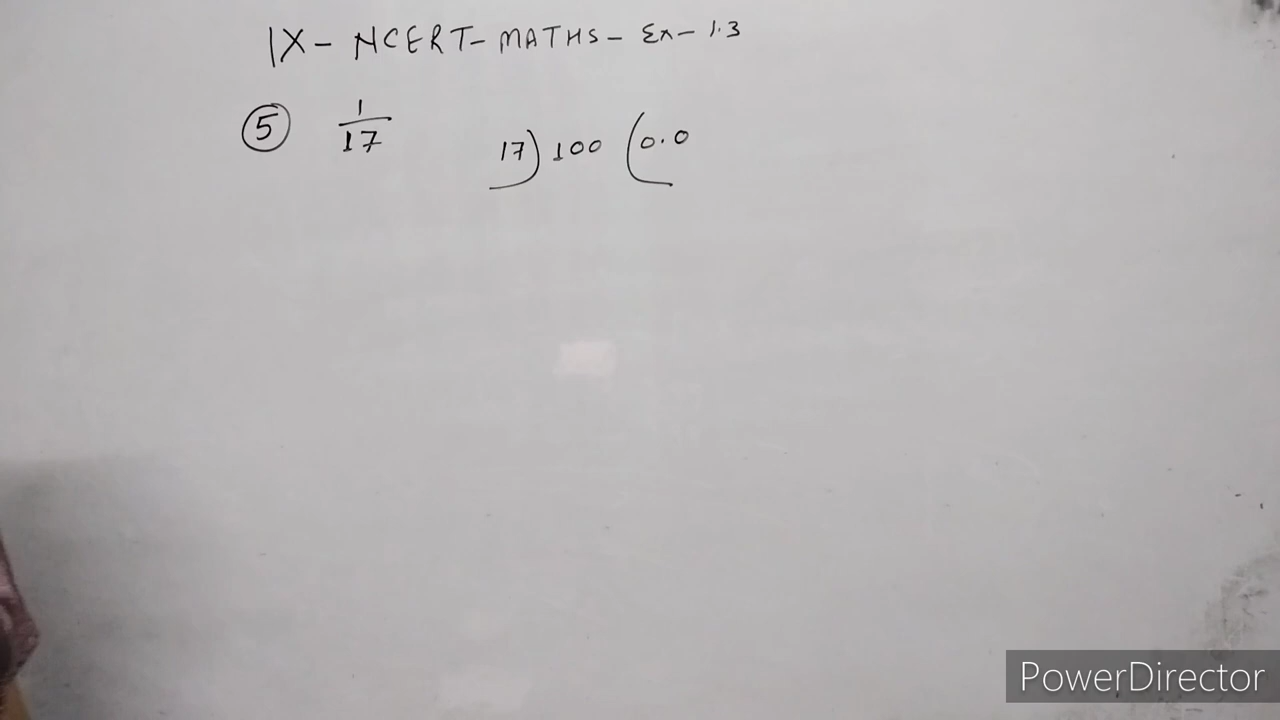 IX - NCERT - MATHS - Ex - 1.3
⑤ 1/17 17)100(0.0
PowerDirector